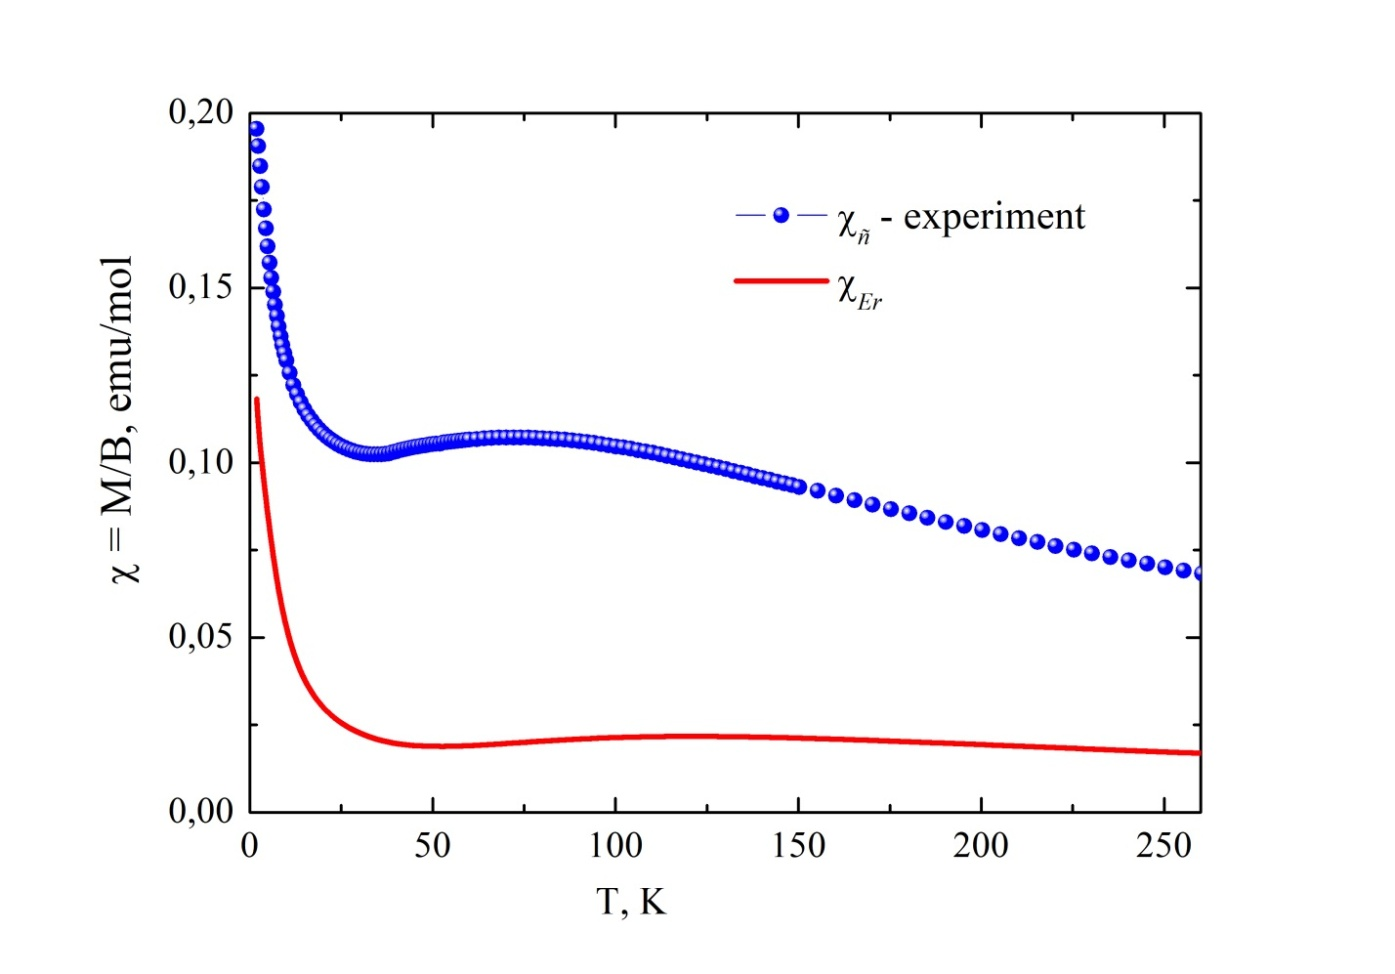 0,20
0,15
0,10
0,05
0,00
χ = M/B, emu/mol
χñ - experiment
χEr
0 50 100 150 200 250
T, K